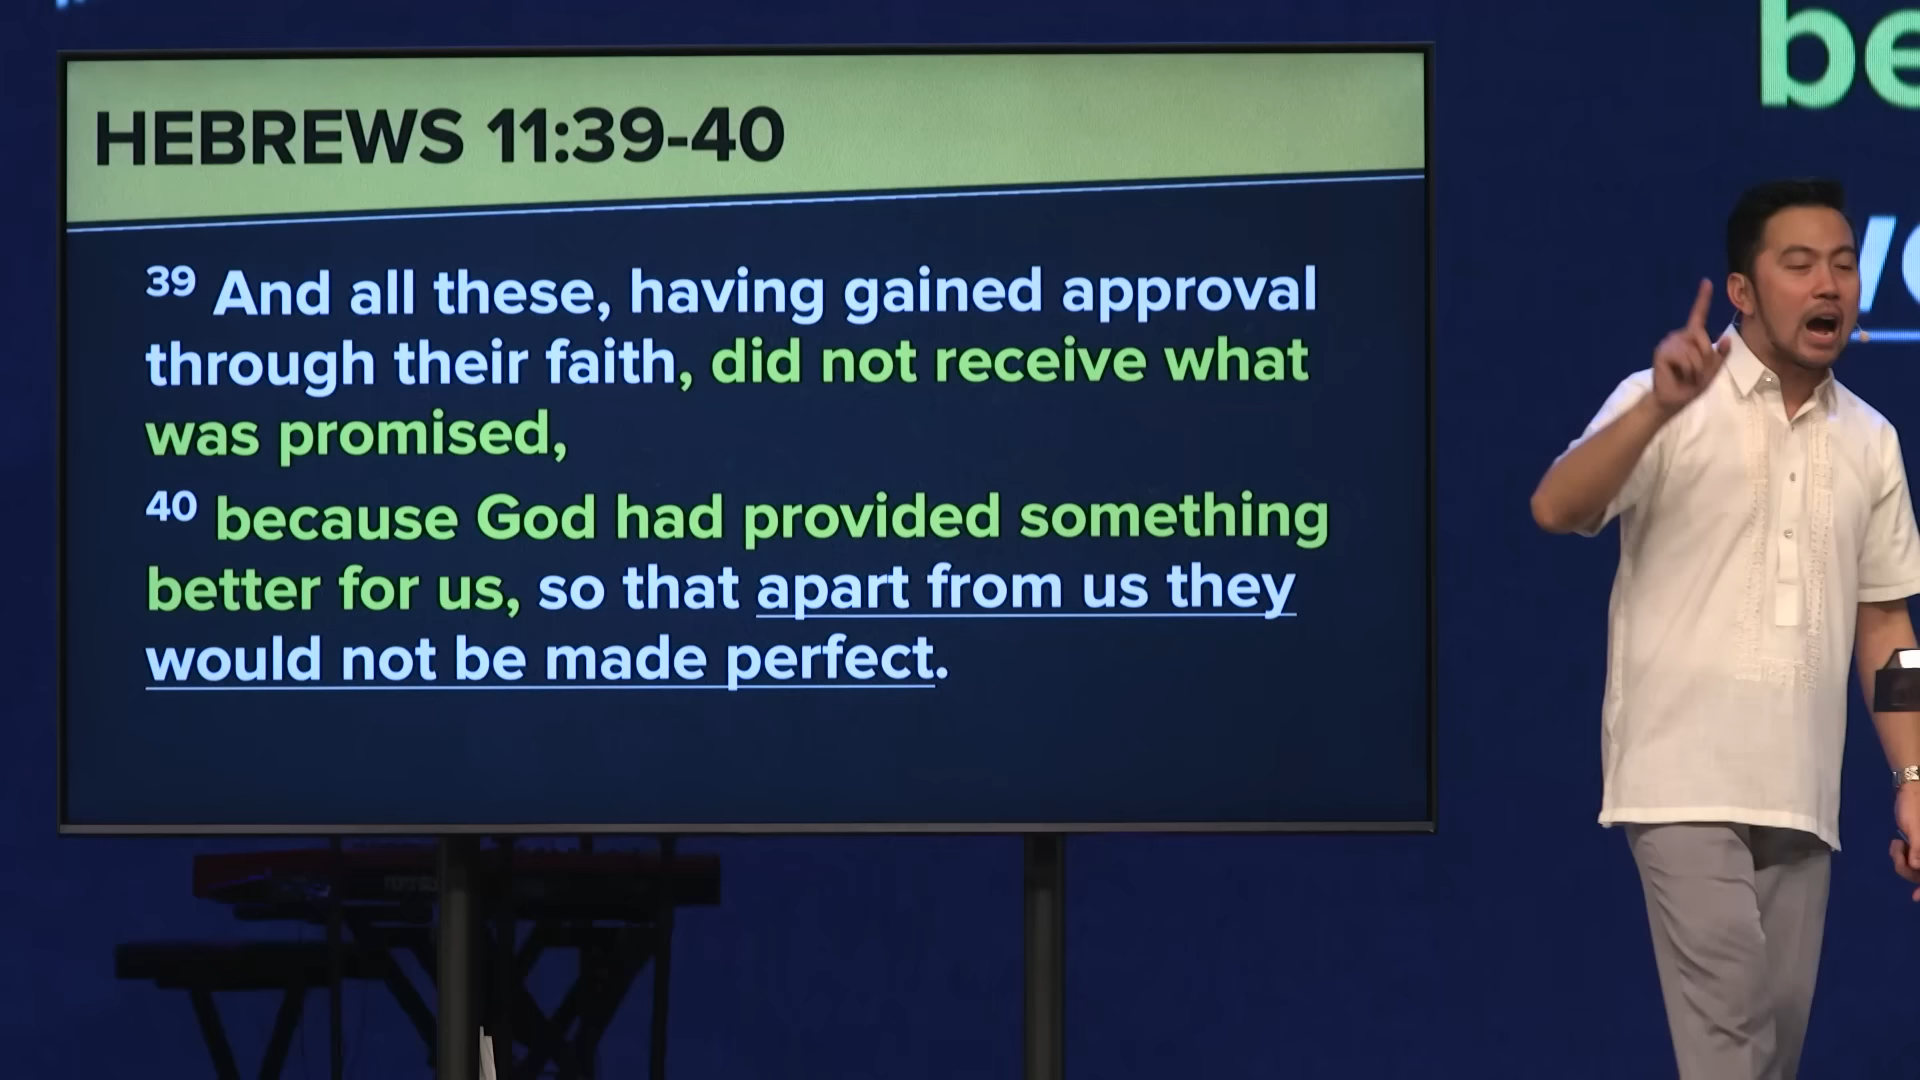 HEBREWS 11:39-40
39 And all these, having gained approval
through their faith, did not receive what
was promised,
40 because God had provided something
better for us, so that apart from us they
would not be made perfect.
be